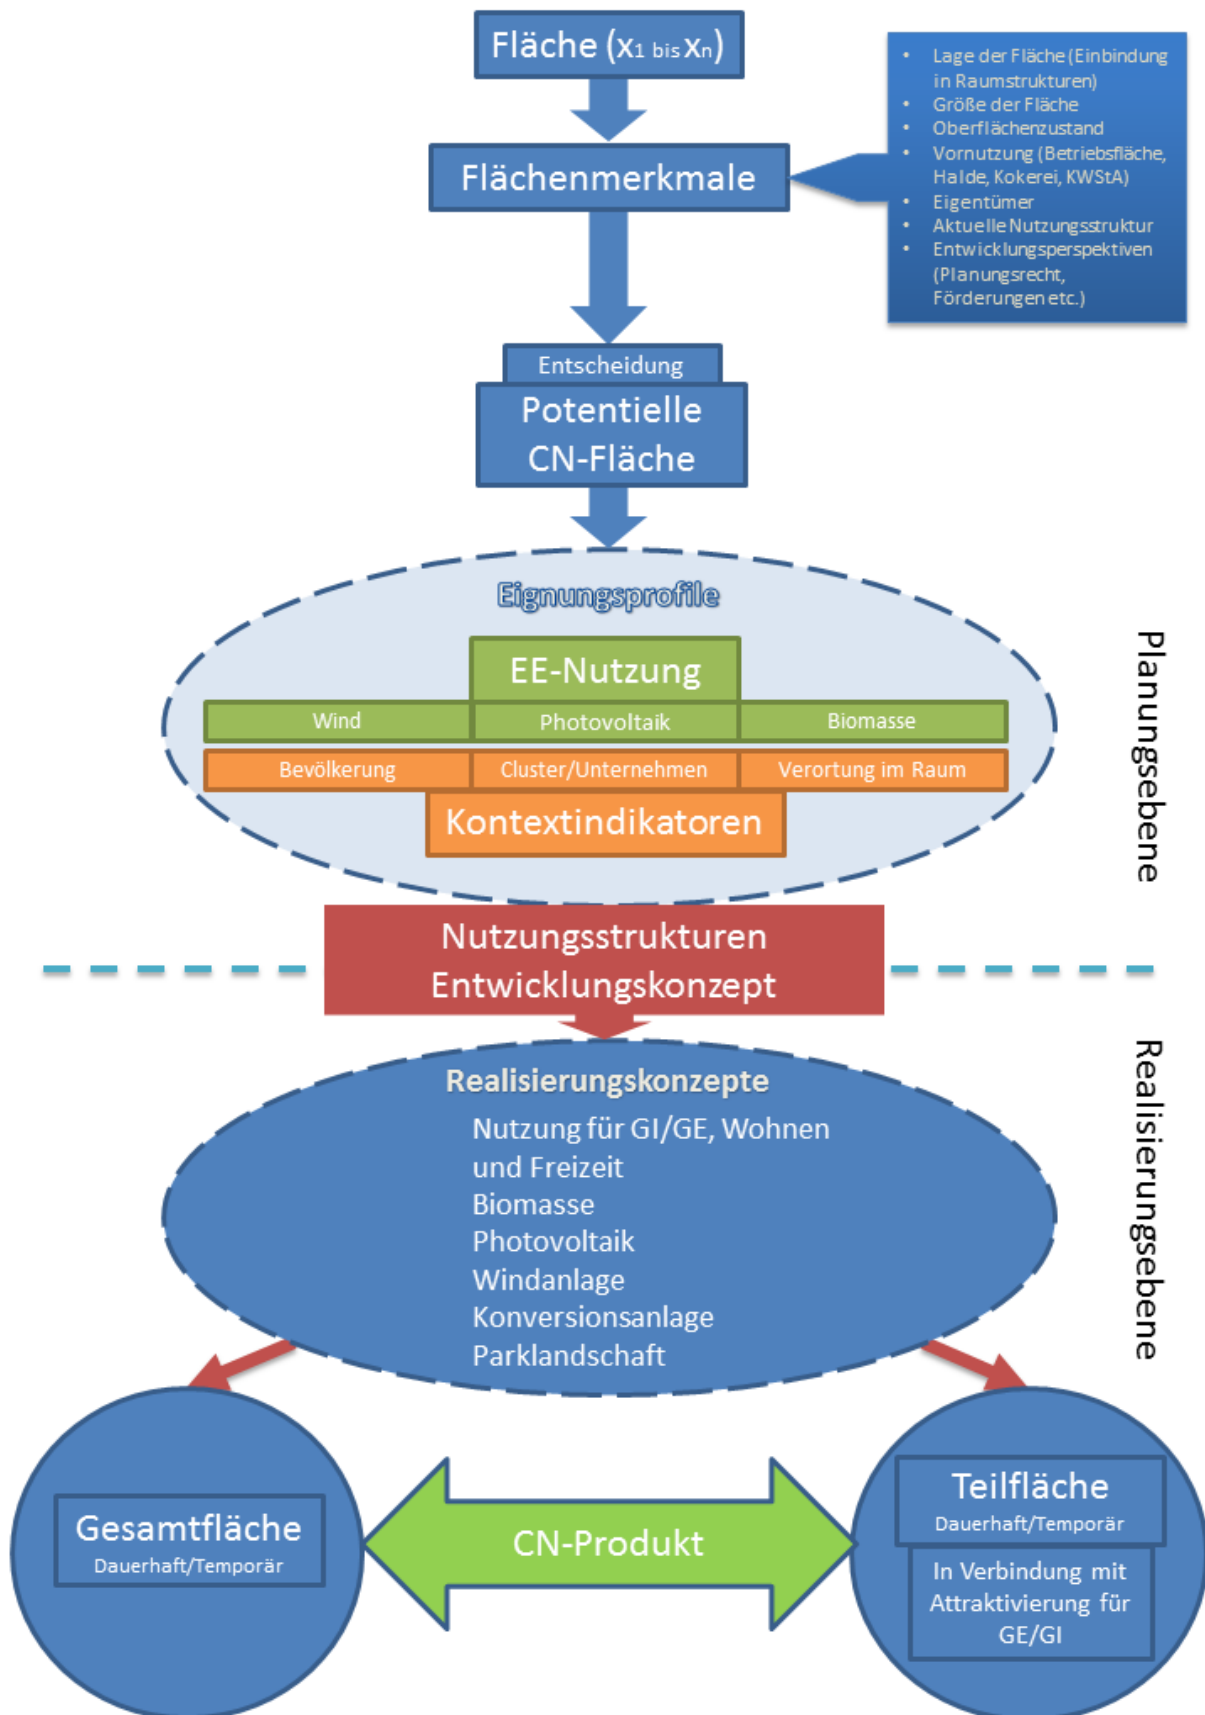 Fläche (x1 bis xn)
• Lage der Fläche (Einbindung
in Raumstrukturen)
• Größe der Fläche
• Oberflächenzustand
• Vornutzung (Betriebsfläche,
Halde, Kokerei, KWStA)
• Eigentümer
• Aktuelle Nutzungsstruktur
• Entwicklungsperspektiven
(Planungsrecht,
Förderungen etc.)
Flächenmerkmale
Entscheidung
Potentielle
CN-Fläche
Eignungsprofile
EE-Nutzung
Wind
Photovoltaik
Biomasse
Bevölkerung
Cluster/Unternehmen
Verortung im Raum
Kontextindikatoren
Planungsebene
Nutzungsstrukturen
Entwicklungskonzept
Realisierungskonzepte
Nutzung für GI/GE, Wohnen
und Freizeit
Biomasse
Photovoltaik
Windanlage
Konversionsanlage
Parklandschaft
Realisierungsebene
Gesamtfläche
Dauerhaft/Temporär
CN-Produkt
Teilfläche
Dauerhaft/Temporär
In Verbindung mit
Attraktivierung für
GE/GI